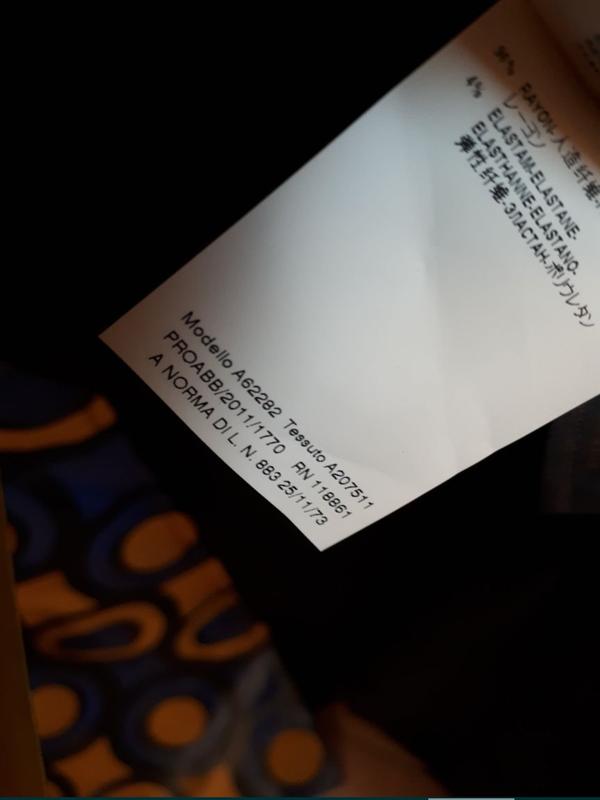 96% RAYON-人造纤维-
レーヨン
4% ELASTAM-ELASTANE-
ELASTHANNE-ELASTANO-
弹性纤维-ЭЛАСТАН-ポリウレタン
Modello A62282 Tessuto A207511
PROABB/2011/1770 RN 118861
A NORMA DI L. N. 883 25/11/73